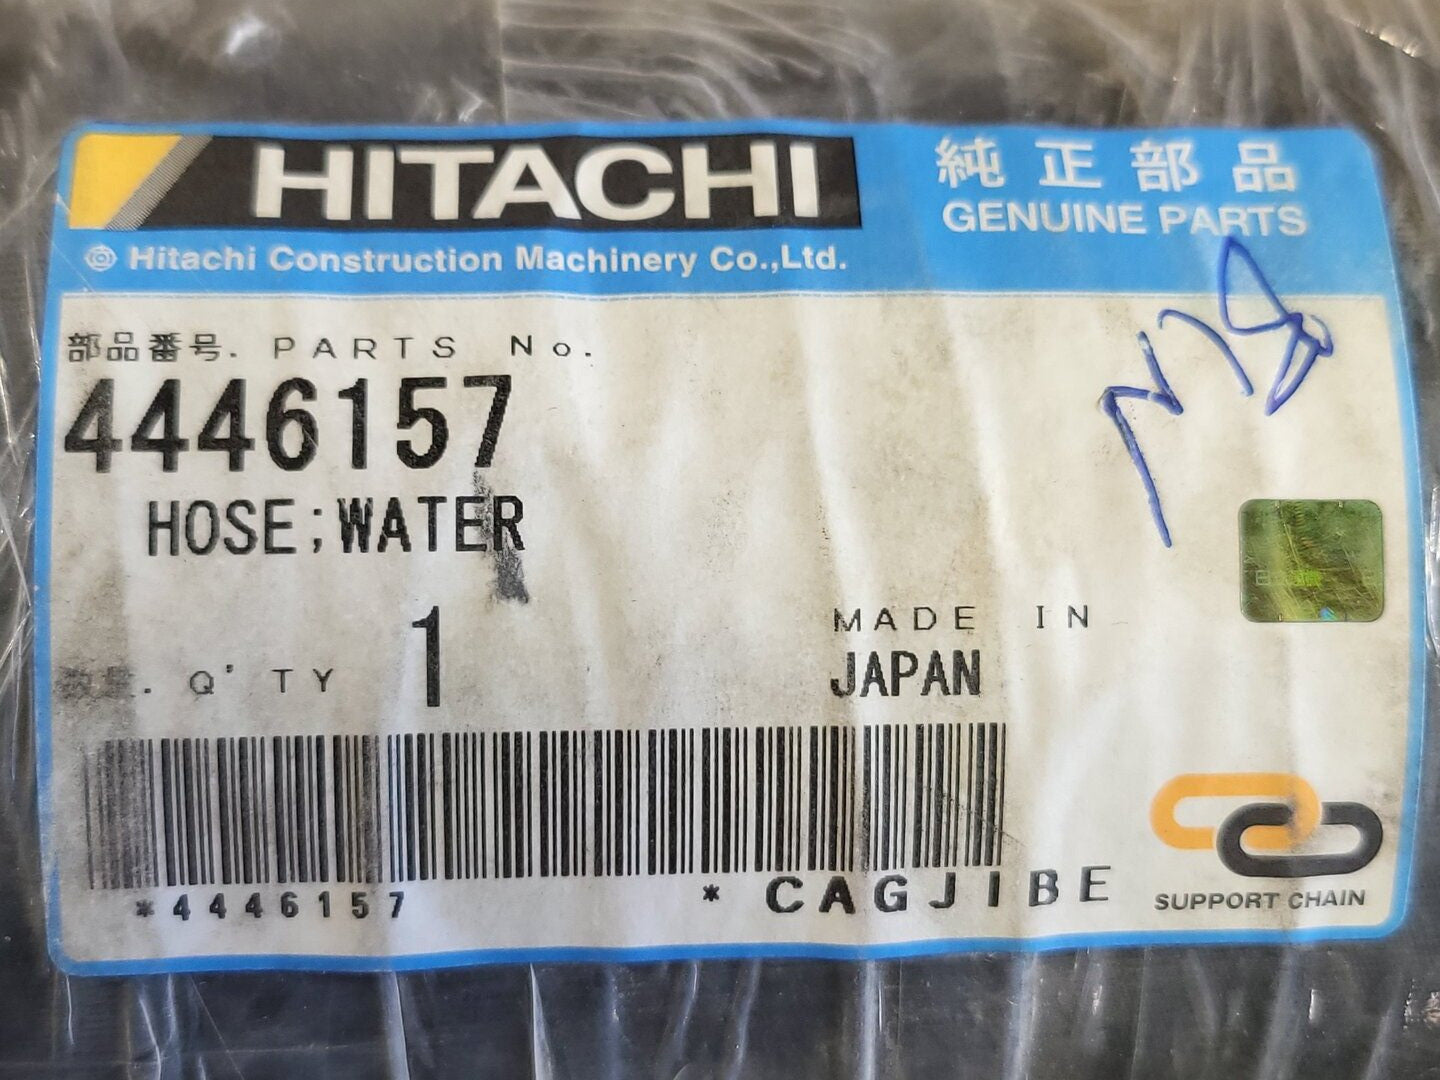 HITACHI
純正部品
GENUINE PARTS
Hitachi Construction Machinery Co.,Ltd.
部品番号. PARTS No.
4446157
HOSE;WATER
Q'TY 1
MADE IN
JAPAN
*4446157 *
CAGJIBE
SUPPORT CHAIN